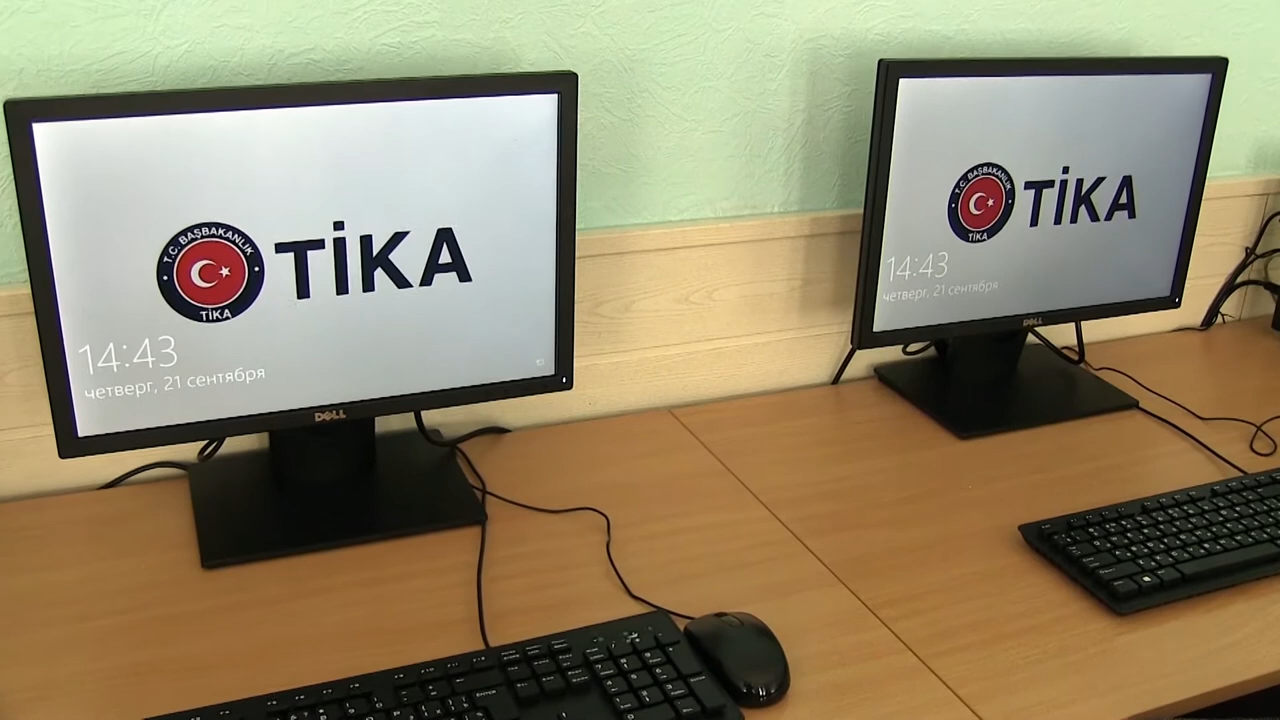 T.C. BAŞBAKANLIK
TİKA
TİKA
14:43
четверг, 21 сентября
DELL
T.C. BAŞBAKANLIK
TİKA
TİKA
14:43
четверг, 21 сентября
DELL